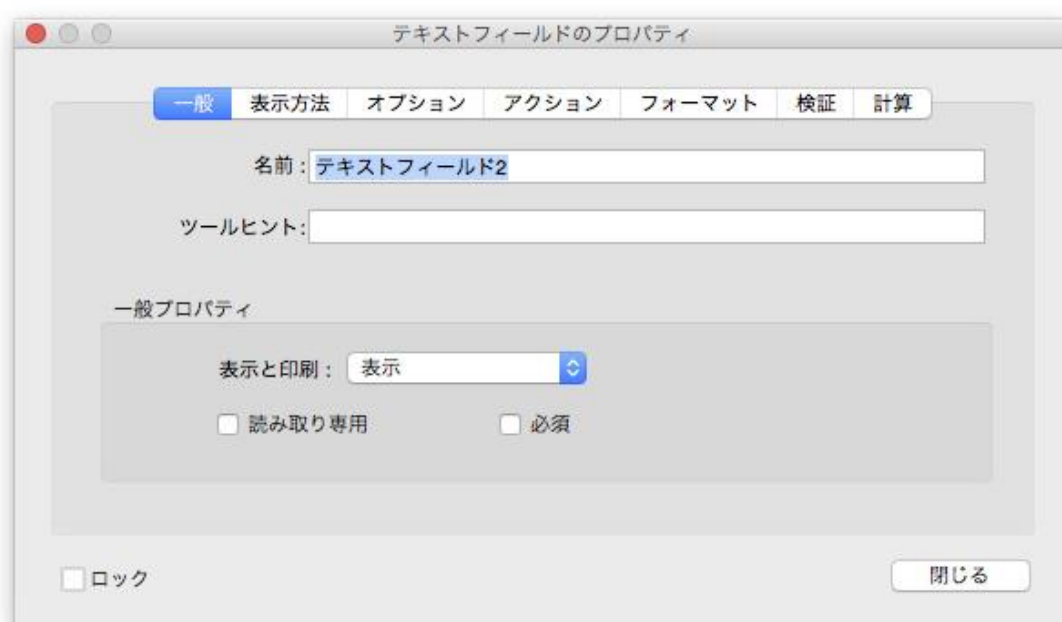 テキストフィールドのプロパティ
一般 表示方法 オプション アクション フォーマット 検証 計算
名前 : テキストフィールド2
ツールヒント:
一般プロパティ
表示と印刷 : 表示
読み取り専用 必須
ロック 閉じる